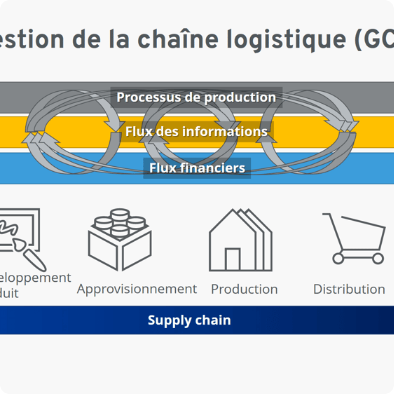 estion de la chaîne logistique (GC
Processus de production
Flux des informations
Flux financiers
eloppement
duit
Approvisionnement
Production
Distribution
Supply chain